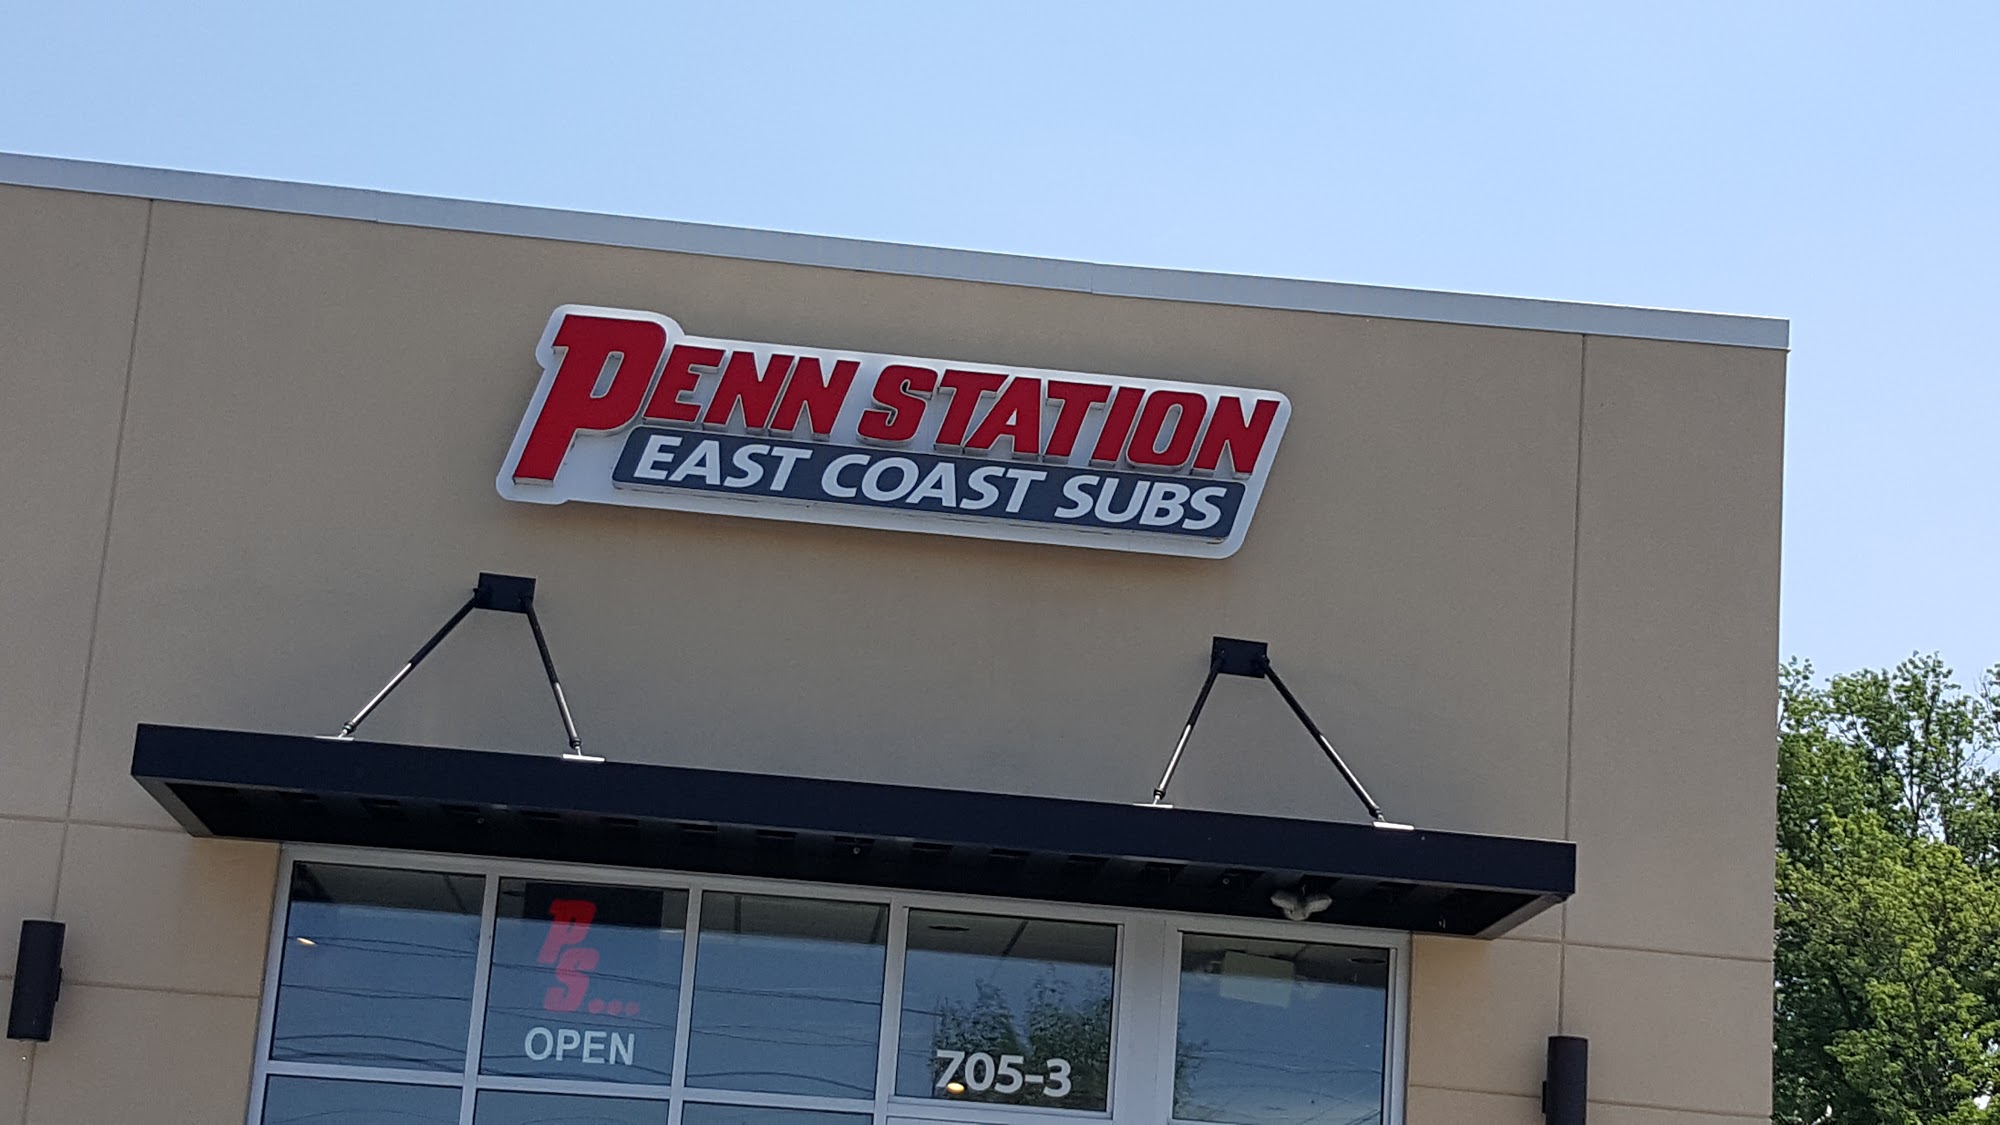 PENN STATION
EAST COAST SUBS
PS...
OPEN
705-3